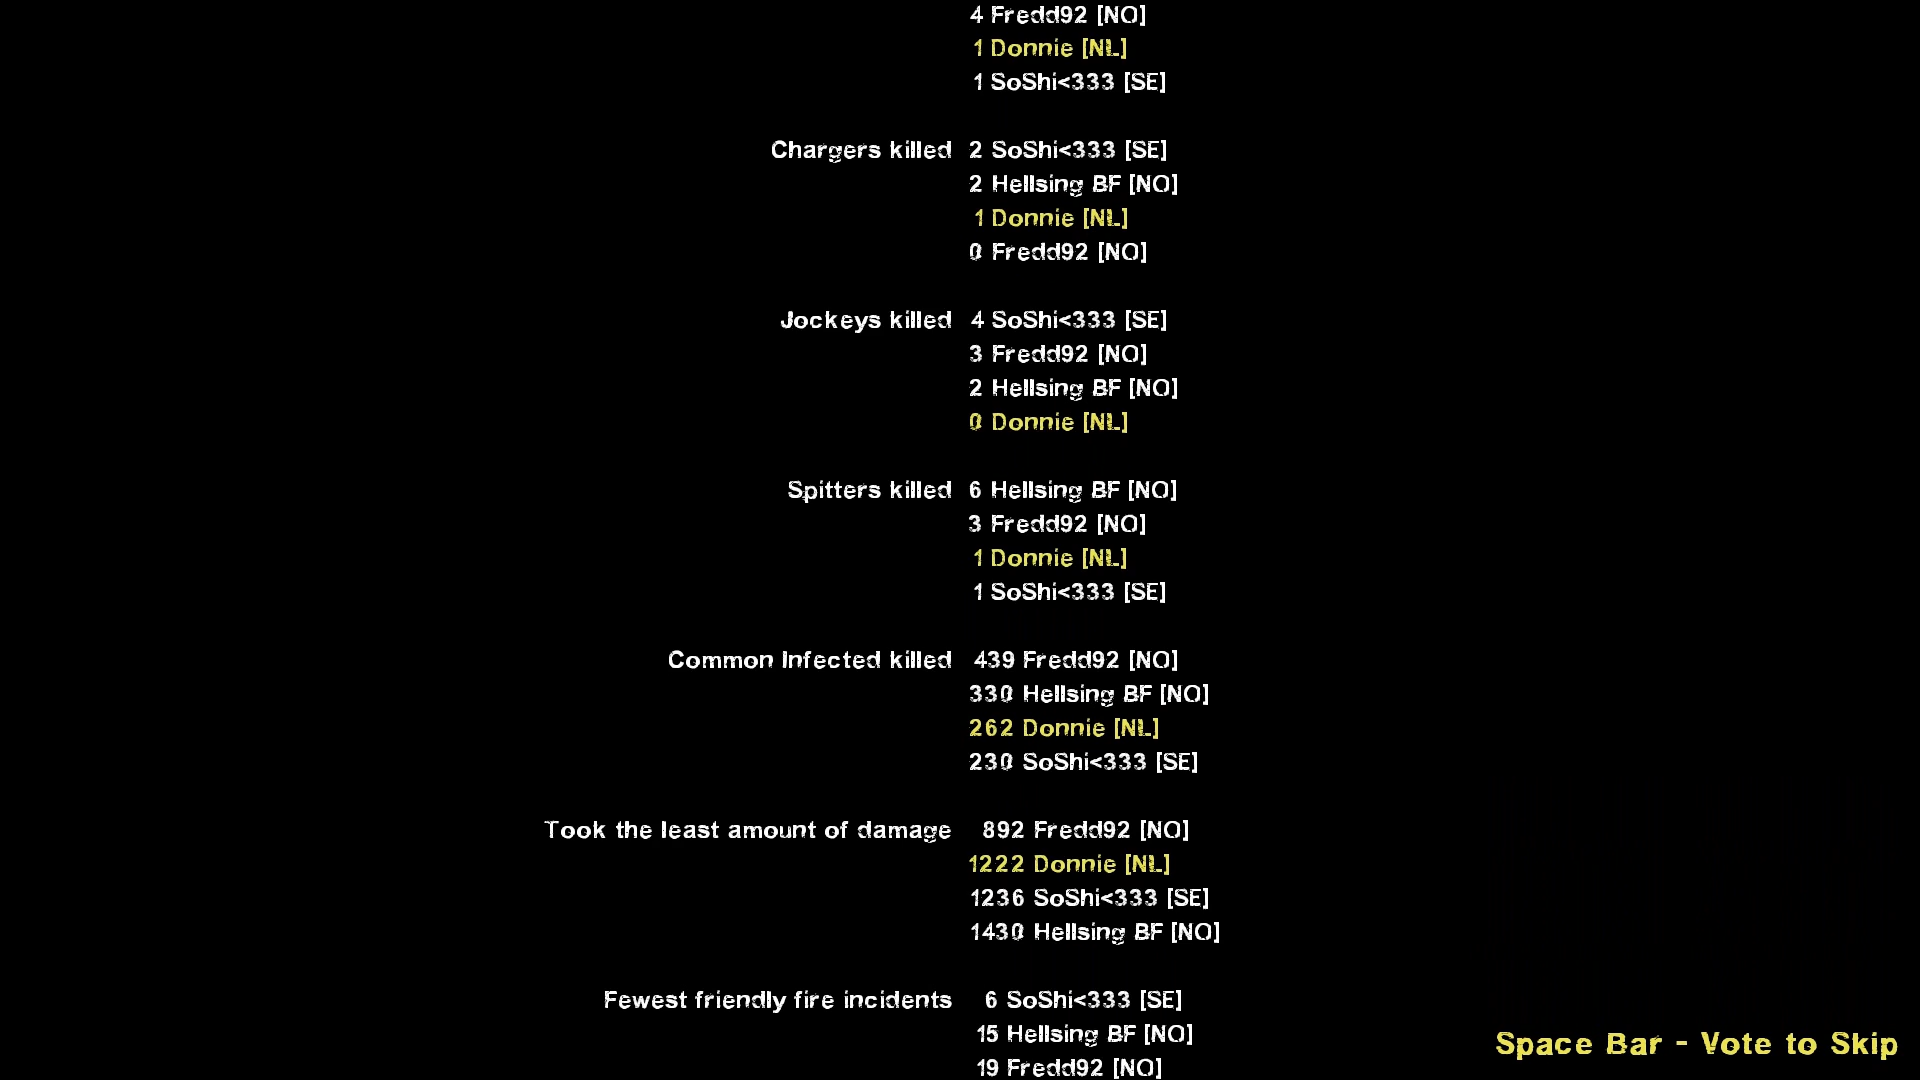 4 Fredd92 [NO]
1 Donnie [NL]
1 SoShi<333 [SE]
Chargers killed 2 SoShi<333 [SE]
2 Hellsing BF [NO]
1 Donnie [NL]
0 Fredd92 [NO]
Jockeys killed 4 SoShi<333 [SE]
3 Fredd92 [NO]
2 Hellsing BF [NO]
0 Donnie [NL]
Spitters killed 6 Hellsing BF [NO]
3 Fredd92 [NO]
1 Donnie [NL]
1 SoShi<333 [SE]
Common Infected killed 439 Fredd92 [NO]
330 Hellsing BF [NO]
262 Donnie [NL]
230 SoShi<333 [SE]
Took the least amount of damage 892 Fredd92 [NO]
1222 Donnie [NL]
1236 SoShi<333 [SE]
1430 Hellsing BF [NO]
Fewest friendly fire incidents 6 SoShi<333 [SE]
15 Hellsing BF [NO]
19 Fredd92 [NO]
Space Bar - Vote to Skip